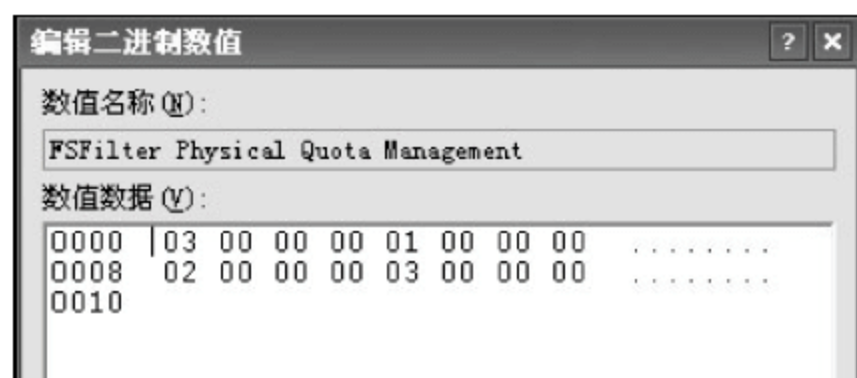 编辑二进制数值
数值名称(N):
FSFilter Physical Quota Management
数值数据(V):
0000 03 00 00 00 01 00 00 00 ........
0008 02 00 00 00 03 00 00 00 ........
0010